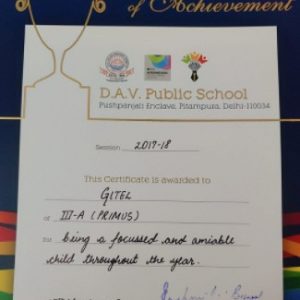 of Achievement
D.A.V. Public School
Pushpanjali Enclave, Pitampura, Delhi-110034
Session 2017-18
This Certificate is awarded to
GITEL
of III-A (PRIMUS)
for being a focussed and amiable
child throughout the year.